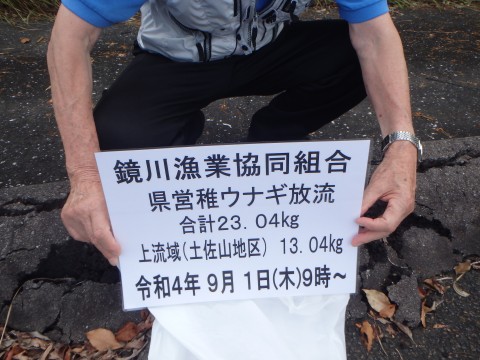 鏡川漁業協同組合
県営稚ウナギ放流
合計23.04kg
上流域(土佐山地区) 13.04kg
令和4年 9月 1日(木)9時～